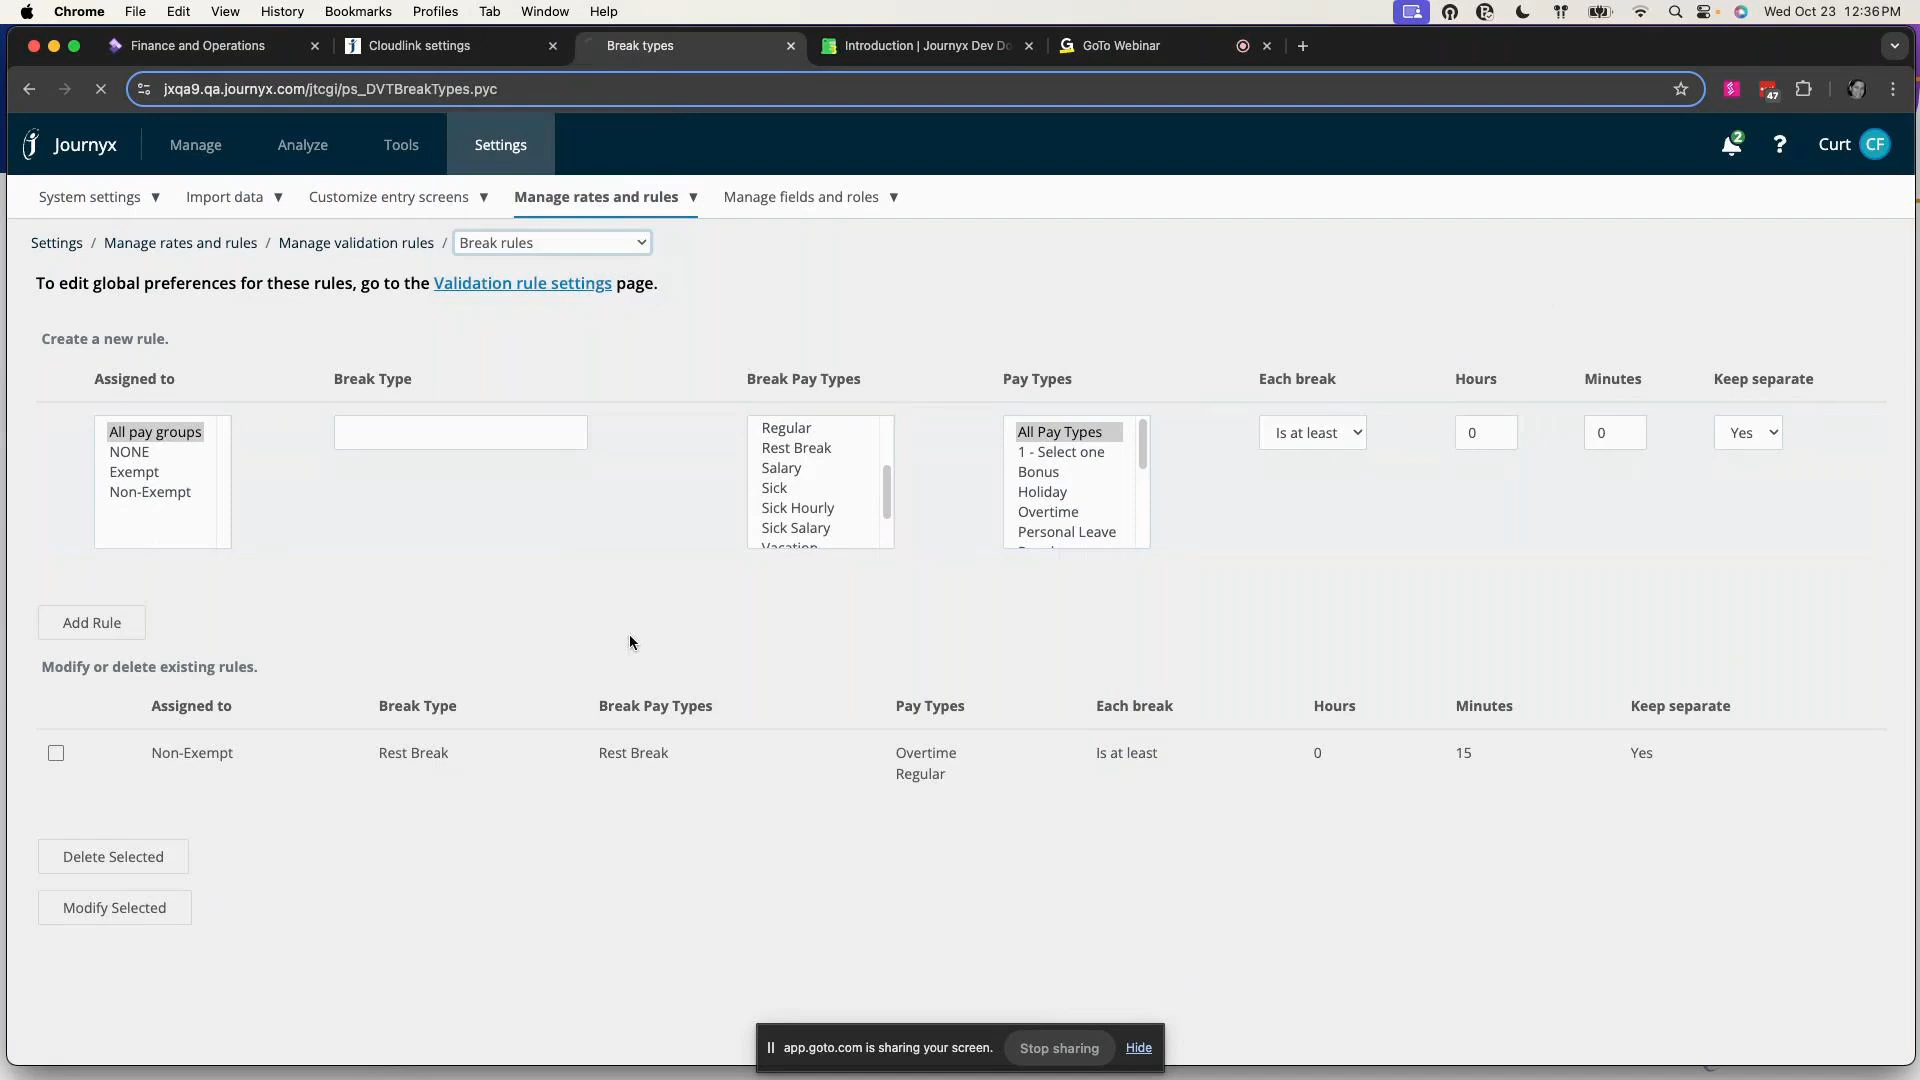 Chrome File Edit View History Bookmarks Profiles Tab Window Help Wed Oct 23 12:36 PM
Finance and Operations Cloudlink settings Break types Introduction | Journyx Dev Do GoTo Webinar
jxqa9.qa.journyx.com/jtcgi/ps_DVTBreakTypes.pyc 47
Journyx Manage Analyze Tools Settings 2 ? Curt CF
System settings Import data Customize entry screens Manage rates and rules Manage fields and roles
Settings / Manage rates and rules / Manage validation rules / Break rules
To edit global preferences for these rules, go to the Validation rule settings page.
Create a new rule.
Assigned to Break Type Break Pay Types Pay Types Each break Hours Minutes Keep separate
All pay groups Regular All Pay Types Is at least 0 0 Yes
NONE Rest Break 1 - Select one
Exempt Salary Bonus
Non-Exempt Sick Holiday
Sick Hourly Overtime
Sick Salary Personal Leave
Vacation
Add Rule
Modify or delete existing rules.
Assigned to Break Type Break Pay Types Pay Types Each break Hours Minutes Keep separate
Non-Exempt Rest Break Rest Break Overtime Is at least 0 15 Yes
Regular
Delete Selected
Modify Selected
app.goto.com is sharing your screen. Stop sharing Hide